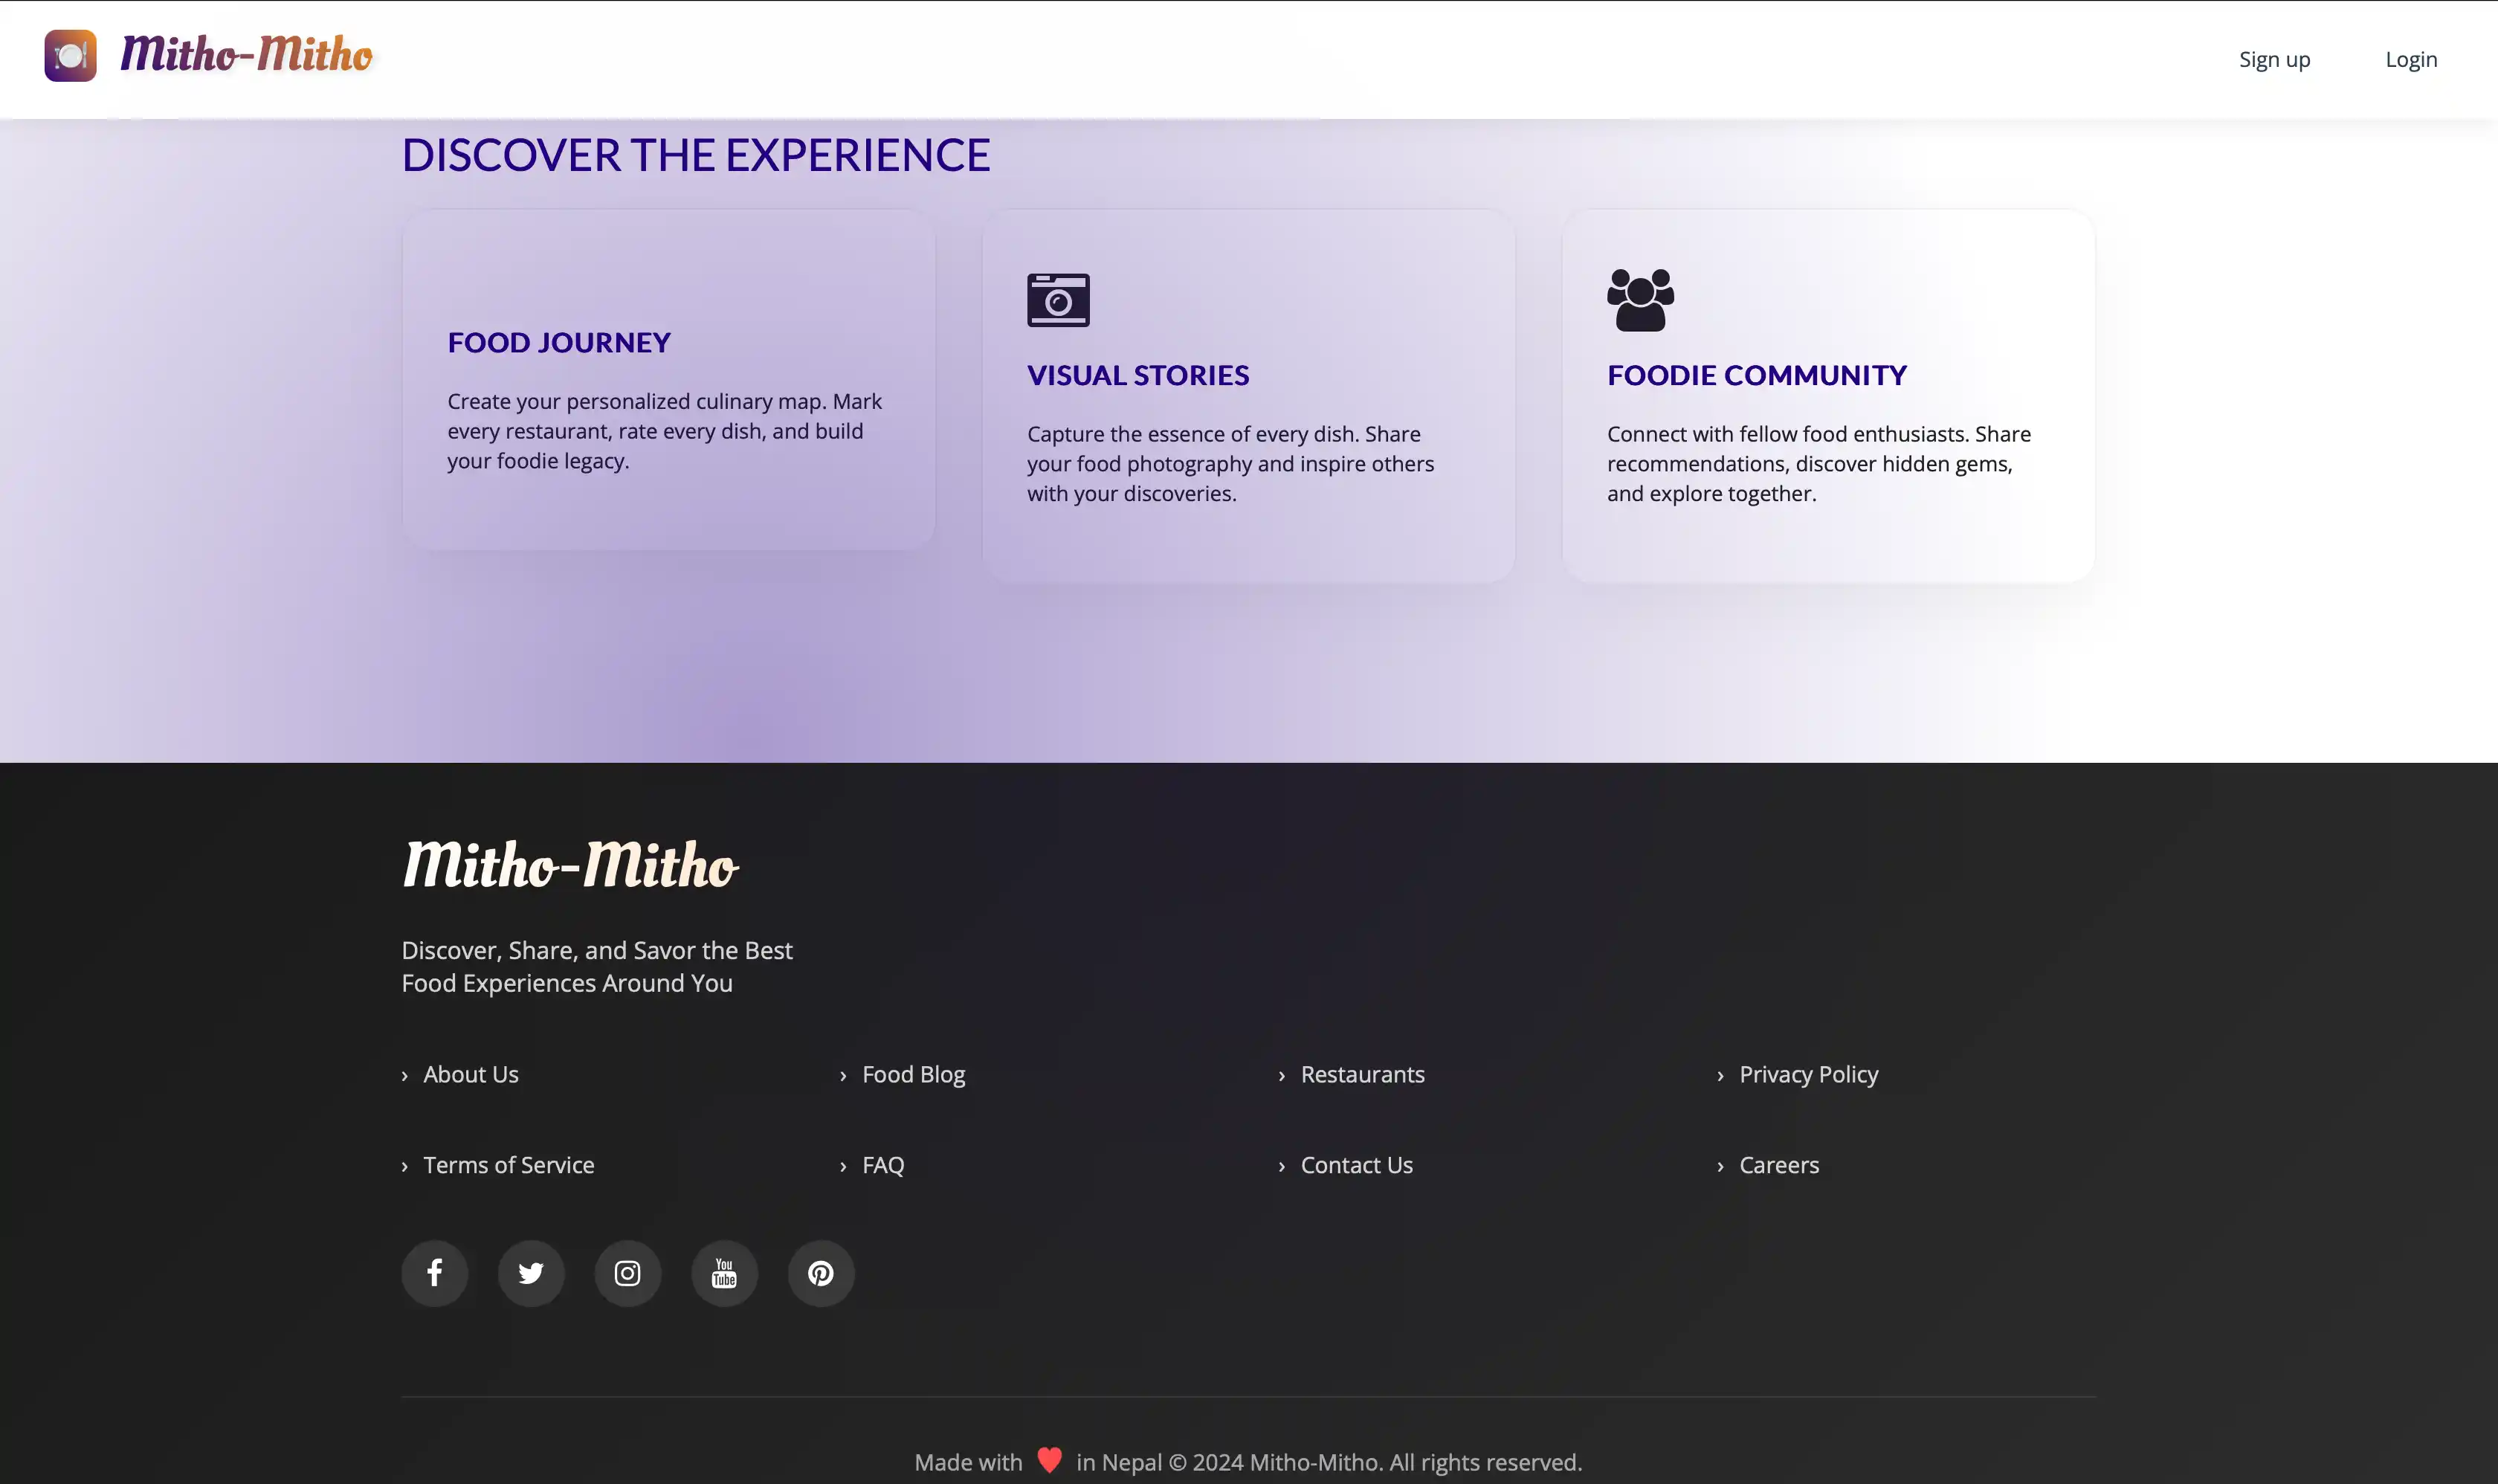 Mitho-Mitho
Sign up
Login
DISCOVER THE EXPERIENCE
FOOD JOURNEY
Create your personalized culinary map. Mark
every restaurant, rate every dish, and build
your foodie legacy.
VISUAL STORIES
Capture the essence of every dish. Share
your food photography and inspire others
with your discoveries.
FOODIE COMMUNITY
Connect with fellow food enthusiasts. Share
recommendations, discover hidden gems,
and explore together.
Mitho-Mitho
Discover, Share, and Savor the Best
Food Experiences Around You
› About Us
› Food Blog
› Restaurants
› Privacy Policy
› Terms of Service
› FAQ
› Contact Us
› Careers
You
Tube
Made with ❤️ in Nepal © 2024 Mitho-Mitho. All rights reserved.